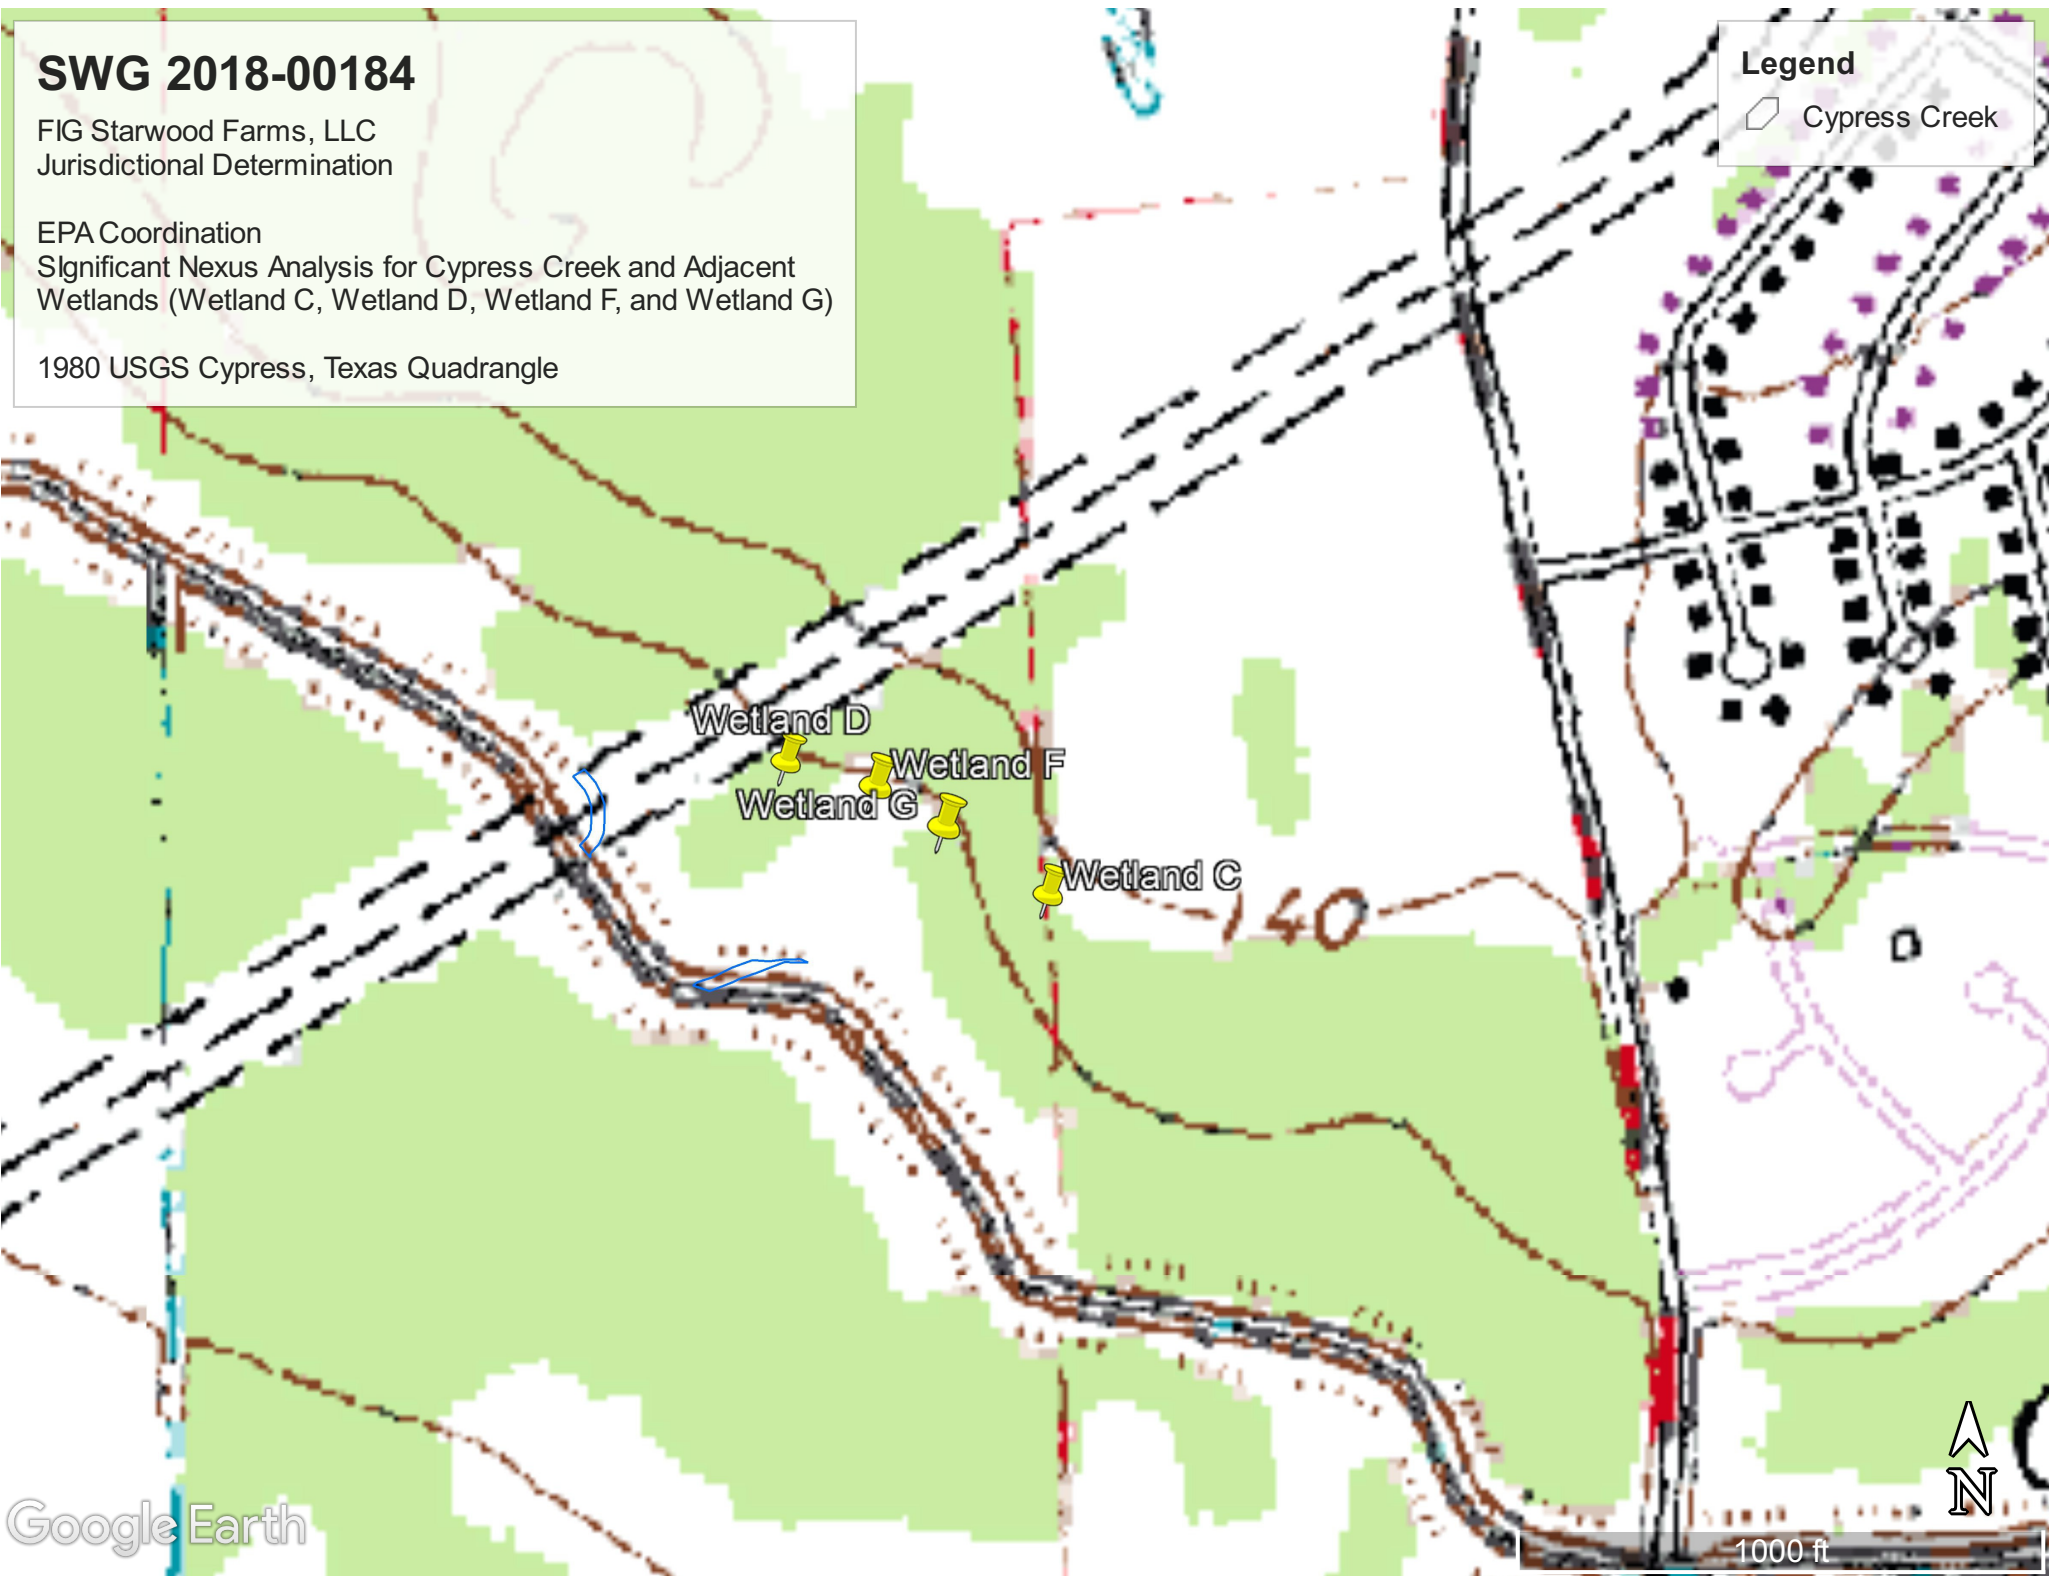 SWG 2018-00184
FIG Starwood Farms, LLC
Jurisdictional Determination
EPA Coordination
SIgnificant Nexus Analysis for Cypress Creek and Adjacent
Wetlands (Wetland C, Wetland D, Wetland F, and Wetland G)
1980 USGS Cypress, Texas Quadrangle
Legend
Cypress Creek
Wetland D
Wetland F
Wetland G
Wetland C
140
N
Google Earth
1000 ft